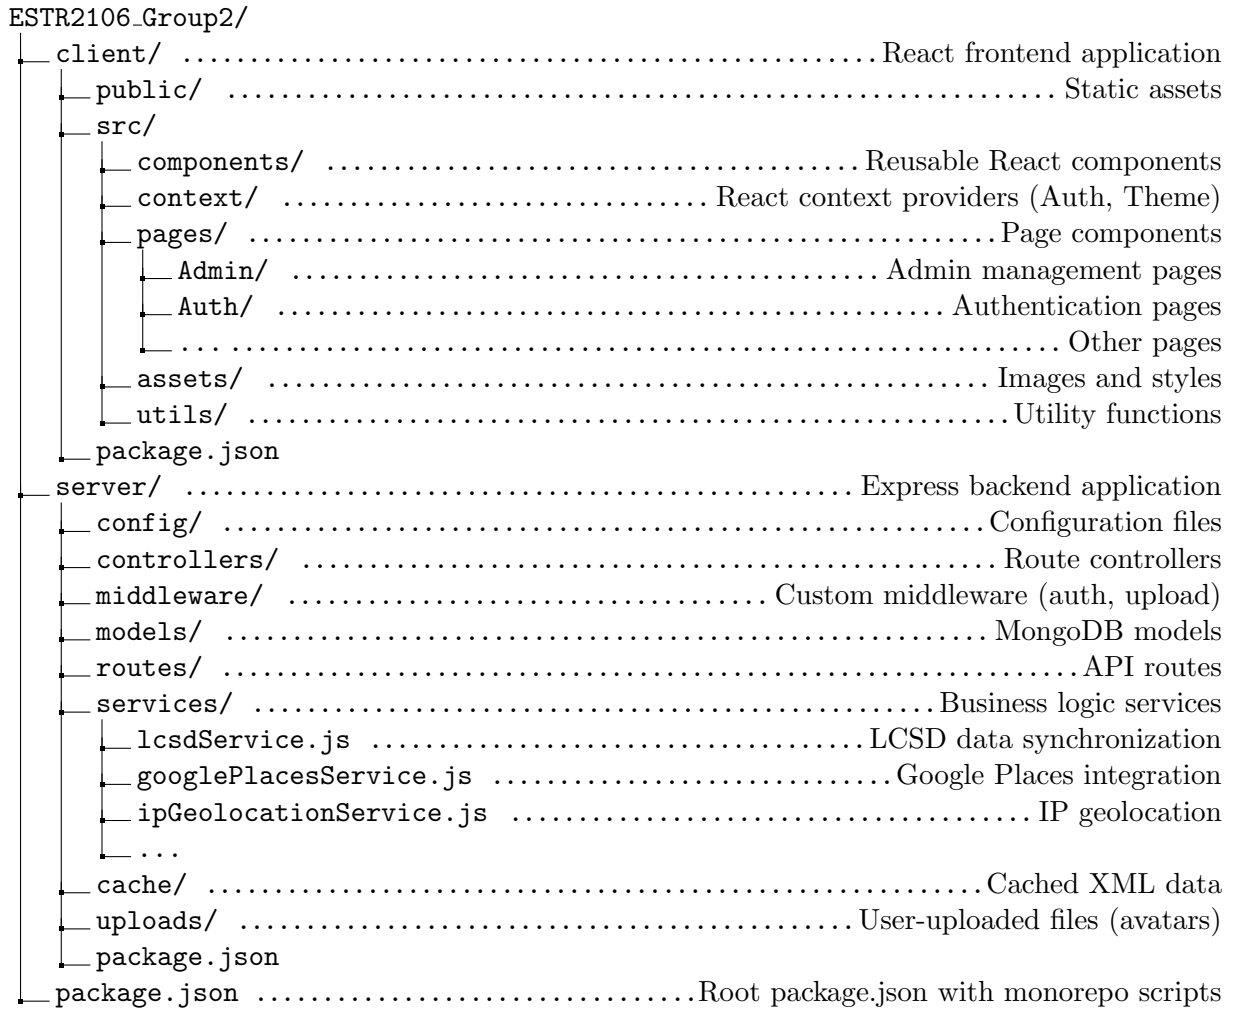 ESTR2106_Group2/
client/ ........ React frontend application
public/ ........ Static assets
src/
components/ ........ Reusable React components
context/ ........ React context providers (Auth, Theme)
pages/ ........ Page components
Admin/ ........ Admin management pages
Auth/ ........ Authentication pages
... ........ Other pages
assets/ ........ Images and styles
utils/ ........ Utility functions
package.json
server/ ........ Express backend application
config/ ........ Configuration files
controllers/ ........ Route controllers
middleware/ ........ Custom middleware (auth, upload)
models/ ........ MongoDB models
routes/ ........ API routes
services/ ........ Business logic services
lcsdService.js ........ LCSD data synchronization
googlePlacesService.js ........ Google Places integration
ipGeolocationService.js ........ IP geolocation
...
cache/ ........ Cached XML data
uploads/ ........ User-uploaded files (avatars)
package.json
package.json ........ Root package.json with monorepo scripts